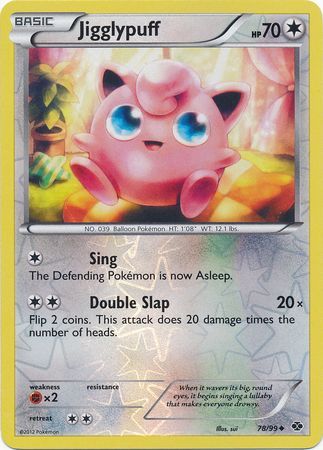 BASIC
Jigglypuff HP 70
NO. 039 Balloon Pokémon HT: 1'08" WT: 12.1 lbs.
Sing
The Defending Pokémon is now Asleep.
Double Slap 20×
Flip 2 coins. This attack does 20 damage times the
number of heads.
weakness resistance
×2
When it wavers its big, round
eyes, it begins singing a lullaby
that makes everyone drowsy.
retreat
©2012 Pokémon Illus. sui 78/99